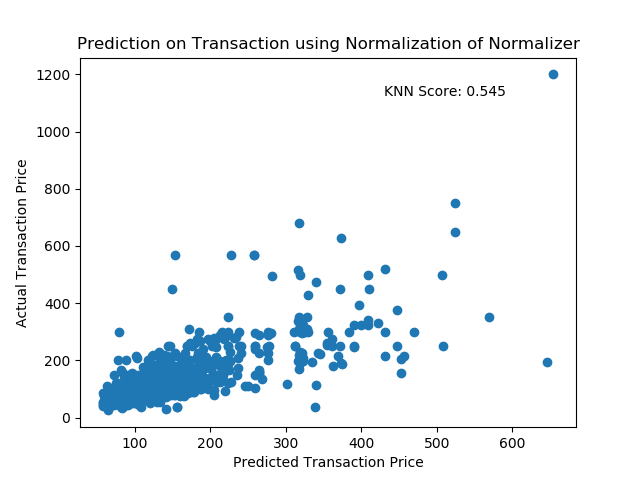 Prediction on Transaction using Normalization of Normalizer
KNN Score: 0.545
Actual Transaction Price
1200
1000
800
600
400
200
0
100 200 300 400 500 600
Predicted Transaction Price